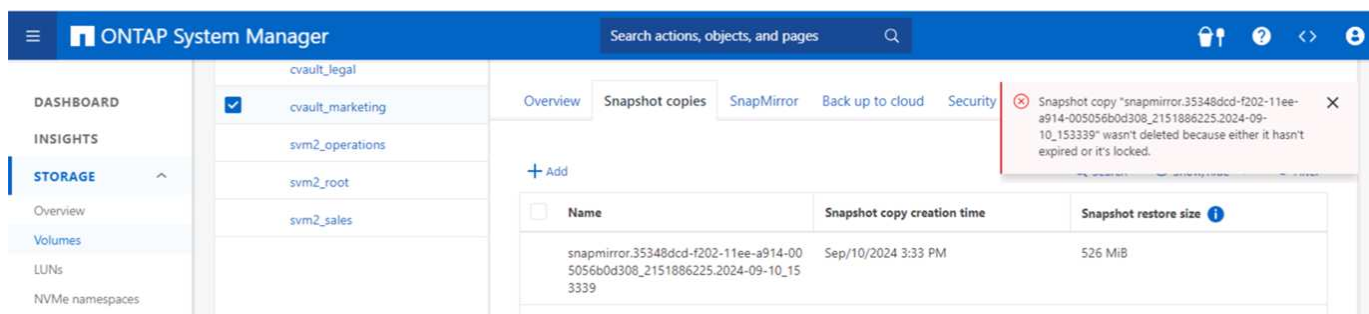 ONTAP System Manager
Search actions, objects, and pages
cvault_legal
DASHBOARD
cvault_marketing
INSIGHTS
svm2_operations
STORAGE
svm2_root
Overview
svm2_sales
Volumes
LUNs
NVMe namespaces
Overview Snapshot copies SnapMirror Back up to cloud Security
Snapshot copy "snapmirror.35348dcd-f202-11ee-
a914-005056b0d308_2151886225.2024-09-
10_153339" wasn't deleted because either it hasn't
expired or it's locked.
+ Add
Name Snapshot copy creation time Snapshot restore size
snapmirror.35348dcd-f202-11ee-a914-00 Sep/10/2024 3:33 PM 526 MiB
5056b0d308_2151886225.2024-09-10_15
3339